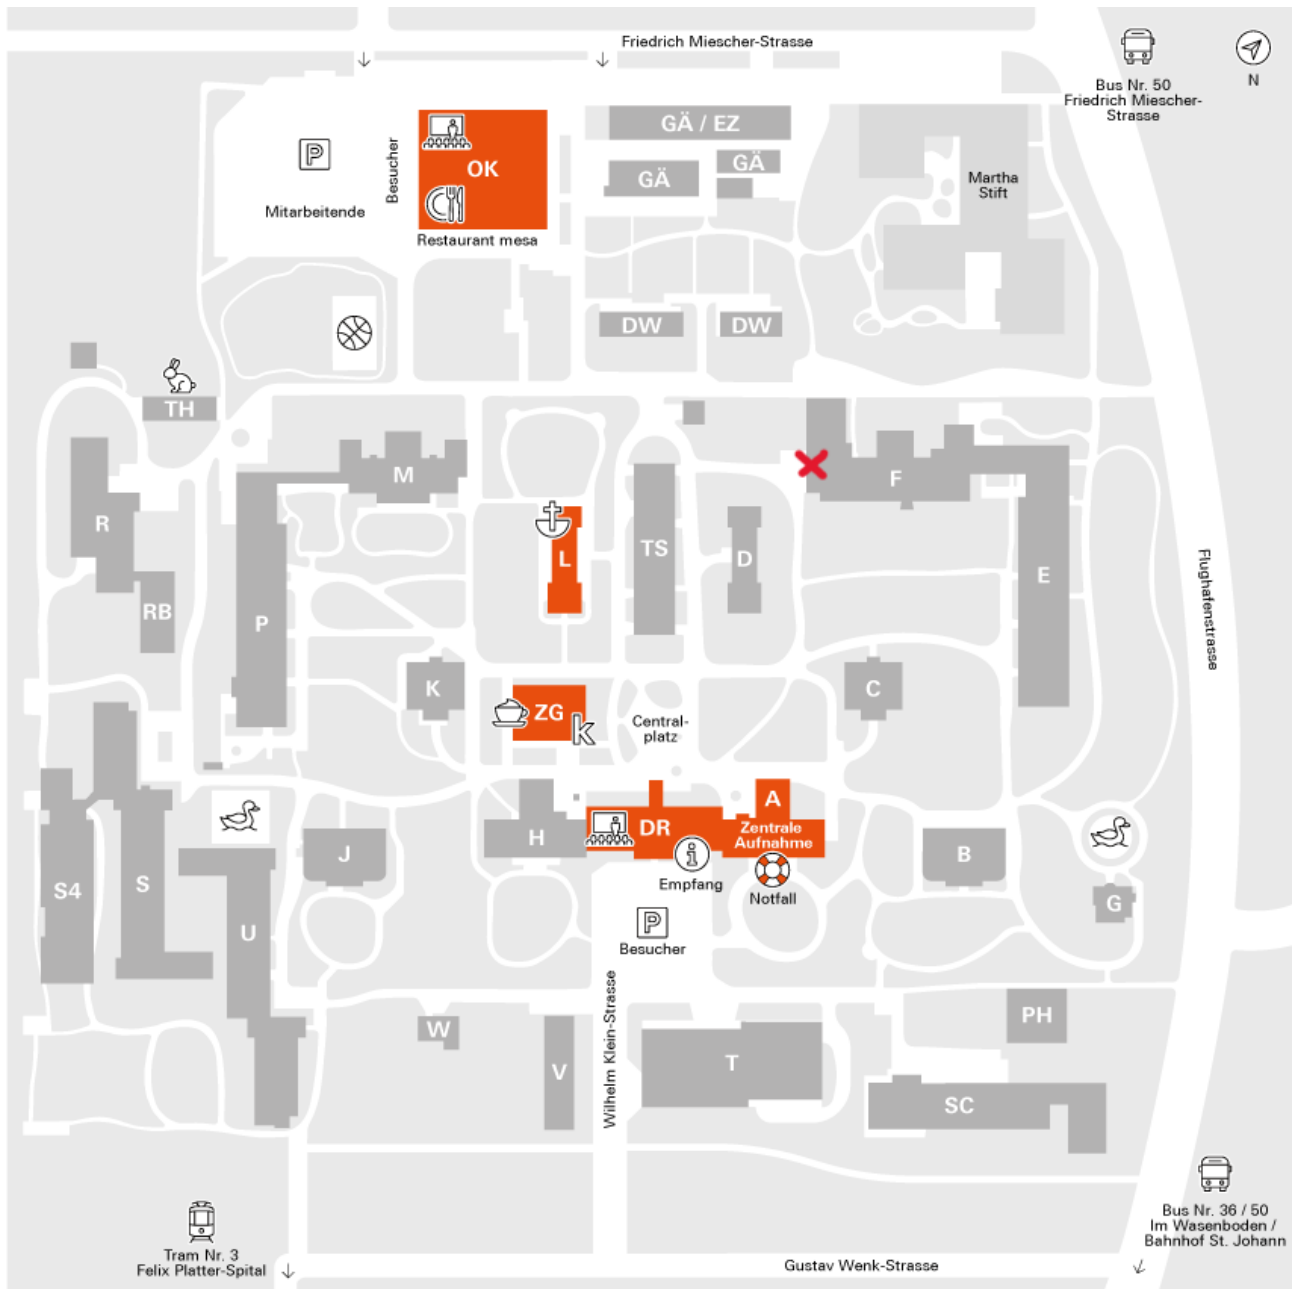 Friedrich Miescher-Strasse
Bus Nr. 50
Friedrich Miescher-
Strasse
N
P
Mitarbeitende
Besucher
OK
Restaurant mesa
GÄ / EZ
GÄ
GÄ
Martha
Stift
DW
DW
TH
R
M
F
L
TS
D
E
RB
P
K
ZG
k
C
Central-
platz
Flughafenstrasse
A
Zentrale
Aufnahme
DR
H
J
B
S
S4
U
G
i
Empfang
Notfall
P
Besucher
Wilhelm Klein-Strasse
W
V
T
PH
SC
Tram Nr. 3
Felix Platter-Spital
Gustav Wenk-Strasse
Bus Nr. 36 / 50
Im Wasenboden /
Bahnhof St. Johann